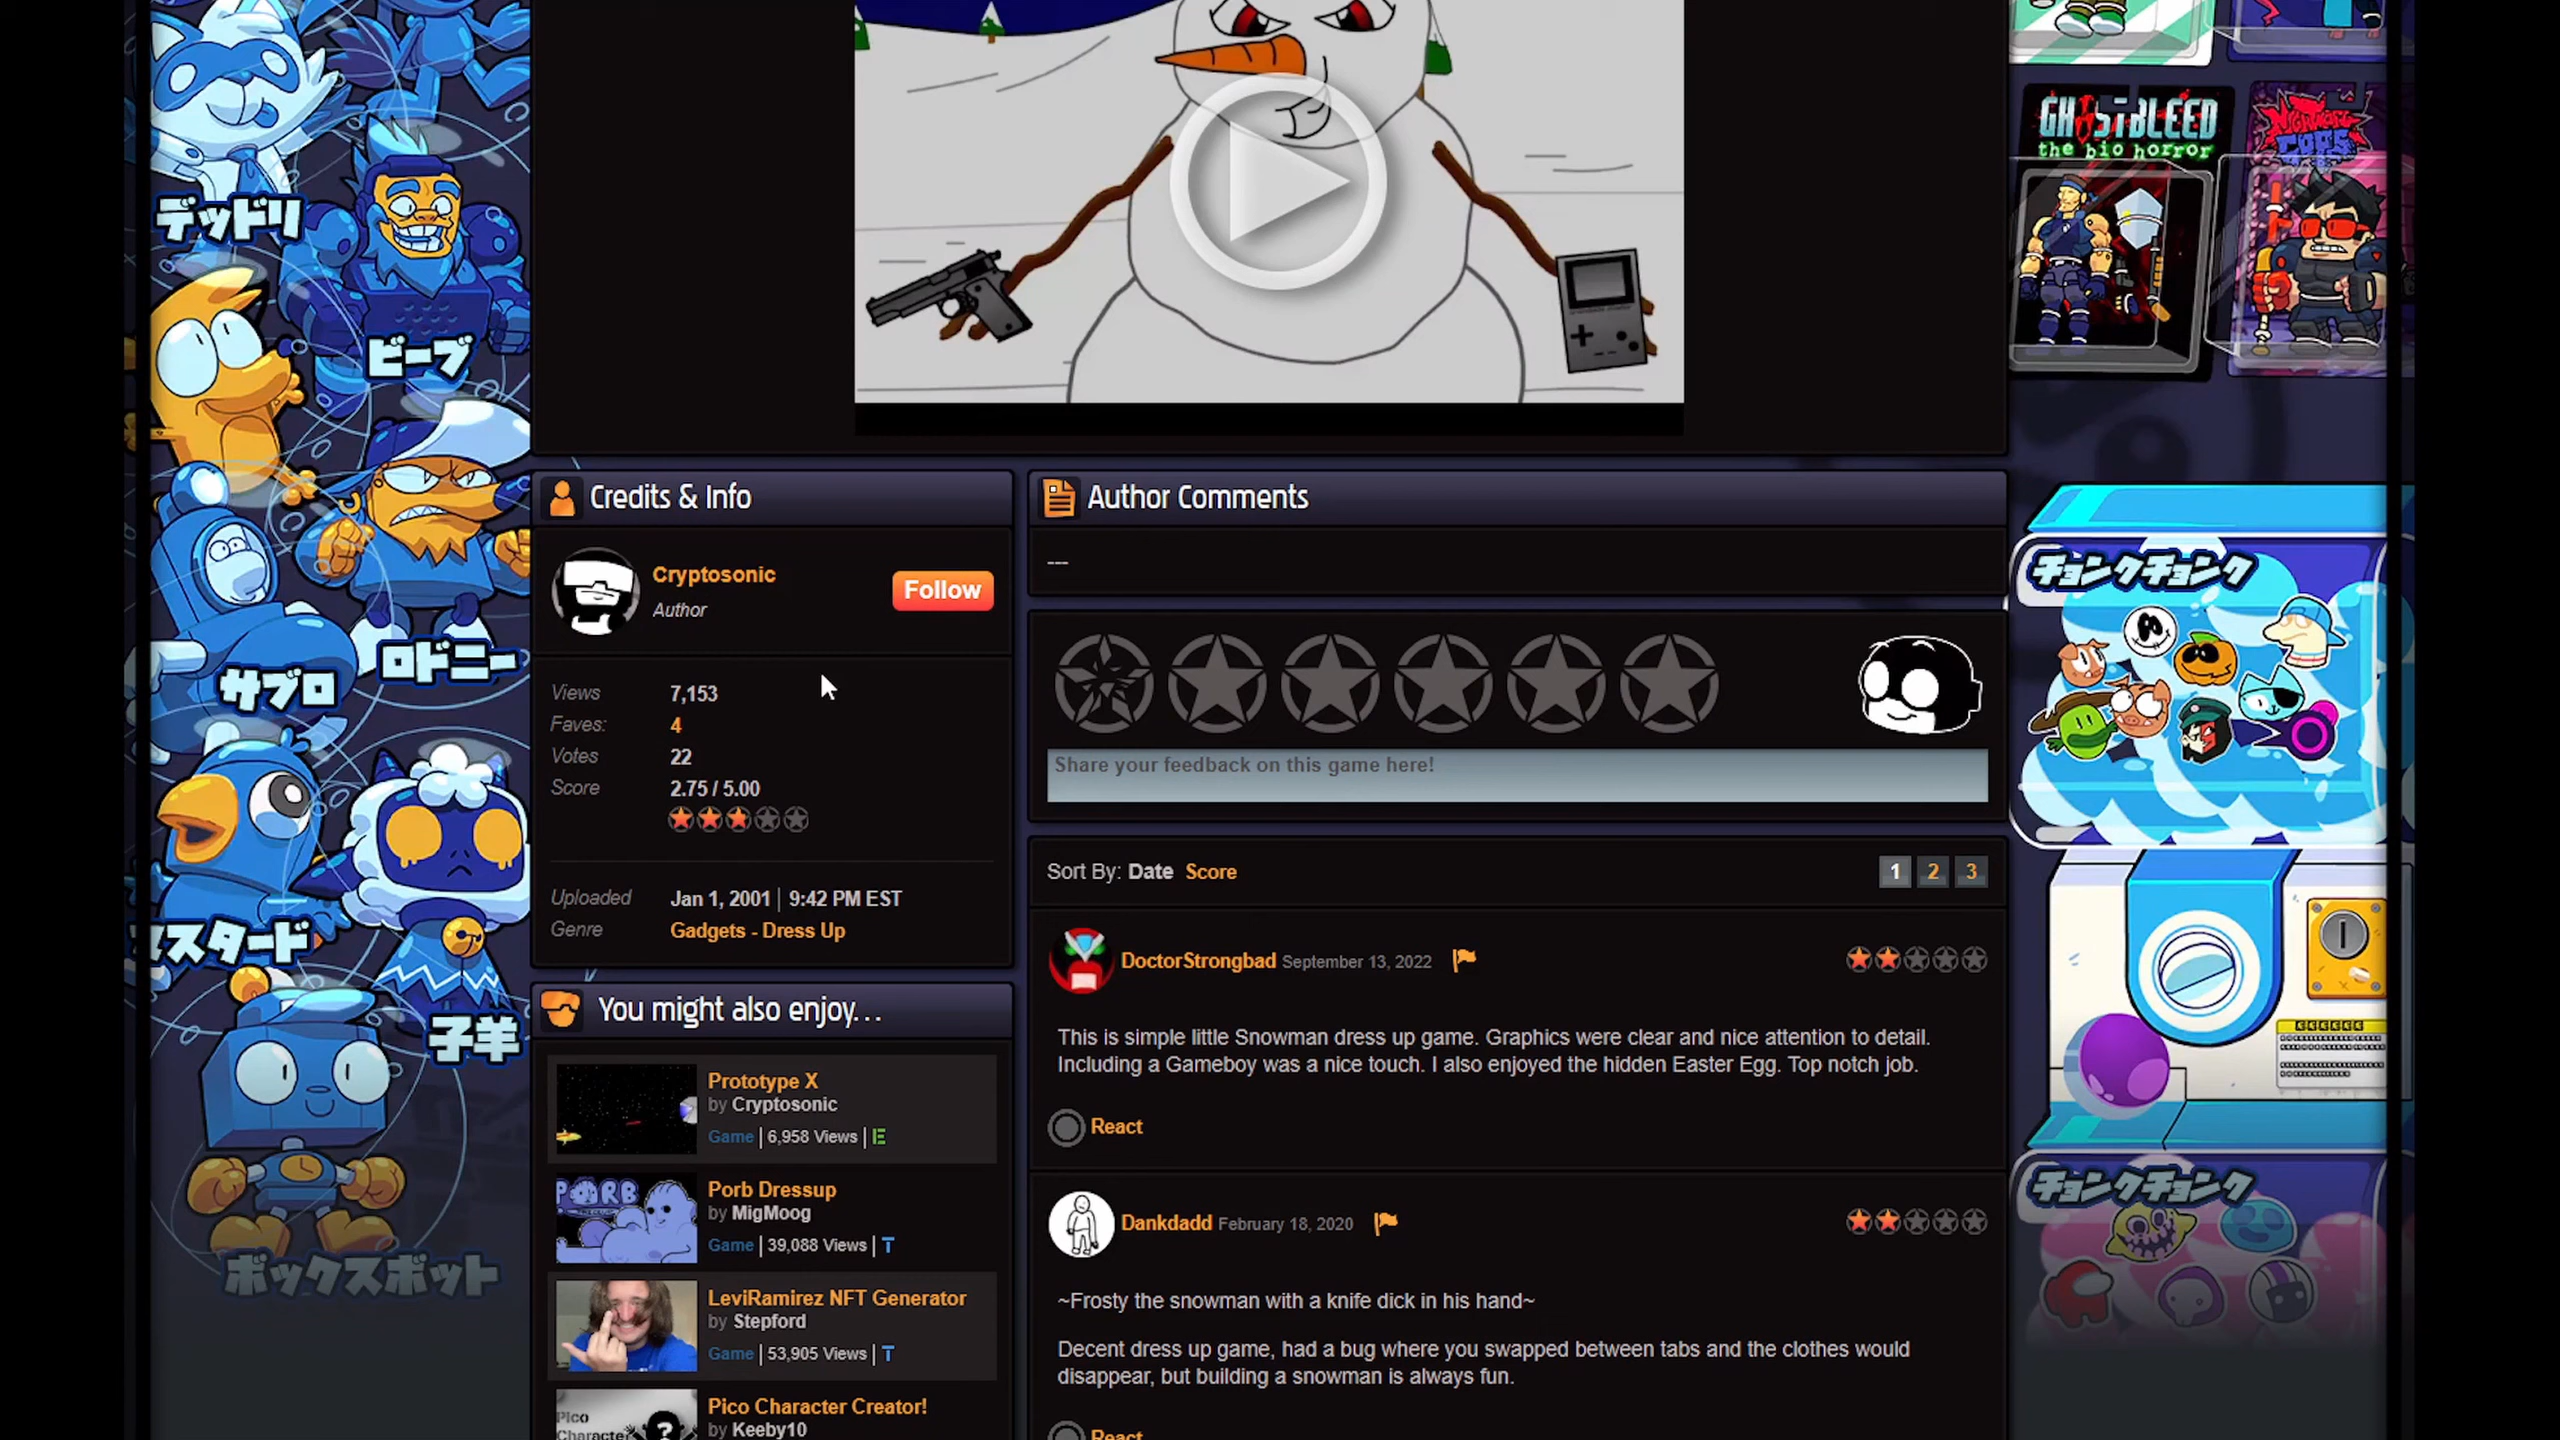 デッドリ
ビーブ
サブロ
ロドニー
スタード
子羊
ボックスボット
GHOSTBLEED
the bio horror
チョンクチョンク
チョンクチョンク
Credits & Info
Cryptosonic
Author
Follow
Views 7,153
Faves: 4
Votes 22
Score 2.75 / 5.00
Uploaded Jan 1, 2001 | 9:42 PM EST
Genre Gadgets - Dress Up
You might also enjoy…
Prototype X
by Cryptosonic
Game | 6,958 Views | E
PORB
Porb Dressup
by MigMoog
Game | 39,088 Views | T
LeviRamirez NFT Generator
by Stepford
Game | 53,905 Views | T
Pico
Character
Pico Character Creator!
by Keeby10
Author Comments
---
Share your feedback on this game here!
Sort By: Date Score
1 2 3
DoctorStrongbad September 13, 2022
This is simple little Snowman dress up game. Graphics were clear and nice attention to detail.
Including a Gameboy was a nice touch. I also enjoyed the hidden Easter Egg. Top notch job.
React
Dankdadd February 18, 2020
~Frosty the snowman with a knife dick in his hand~
Decent dress up game, had a bug where you swapped between tabs and the clothes would
disappear, but building a snowman is always fun.
React